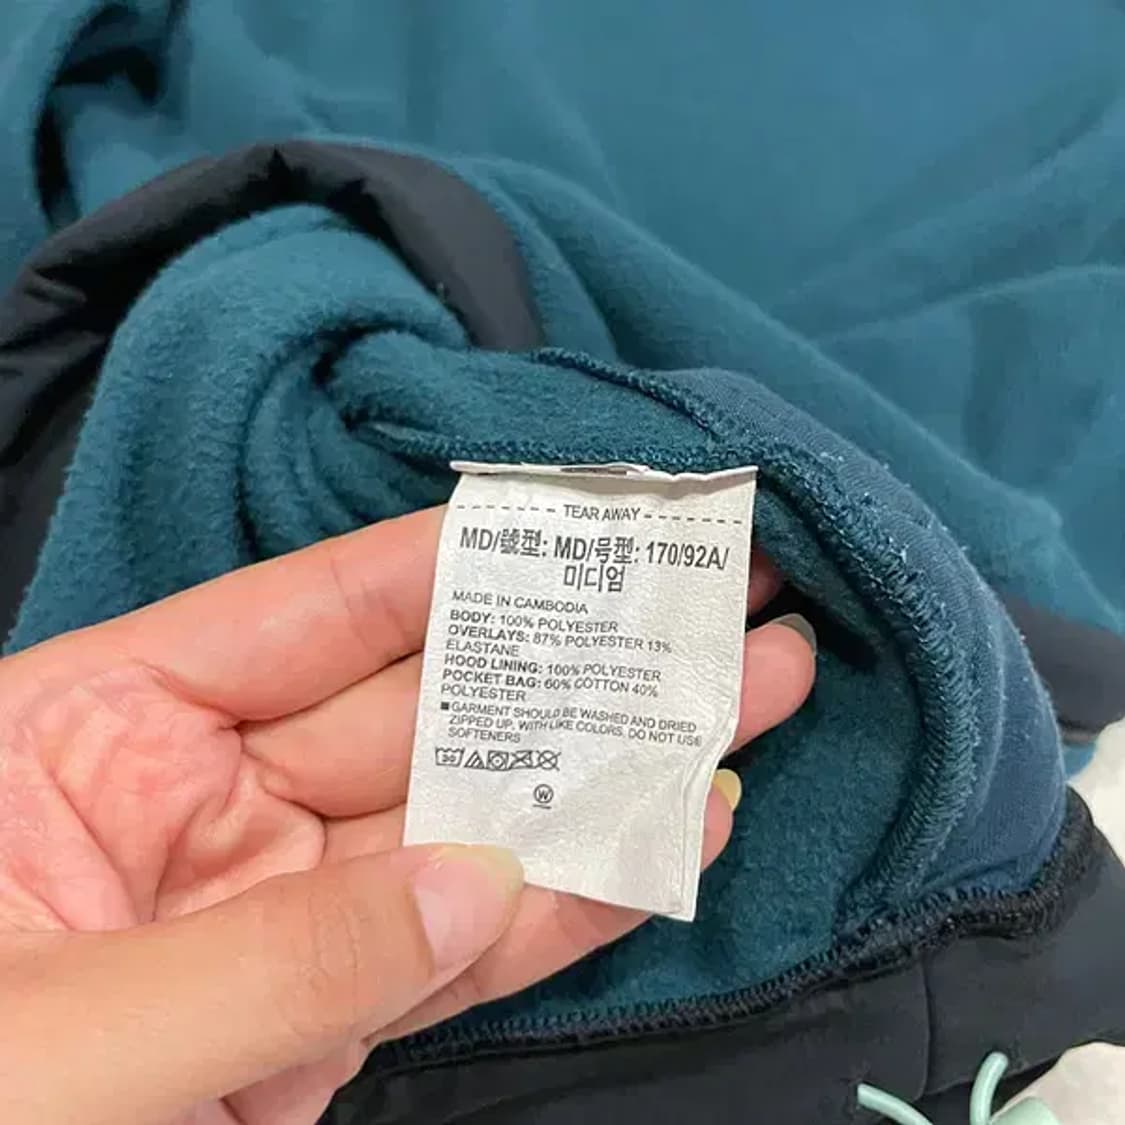 - - - - - - TEAR AWAY - - - - - - - - -
MD/號型: MD/号型: 170/92A/
미디엄
MADE IN CAMBODIA
BODY: 100% POLYESTER
OVERLAYS: 87% POLYESTER 13%
ELASTANE
HOOD LINING: 100% POLYESTER
POCKET BAG: 60% COTTON 40%
POLYESTER
■GARMENT SHOULD BE WASHED AND DRIED
ZIPPED UP, WITH LIKE COLORS. DO NOT USE
SOFTENERS
30
W